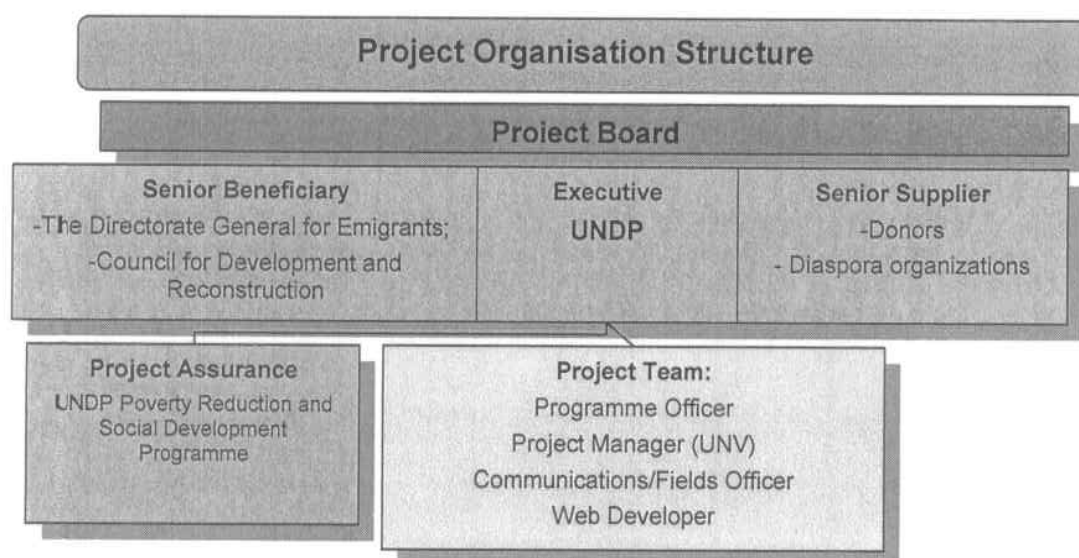 Project Organisation Structure
Project Board
Senior Beneficiary
-The Directorate General for Emigrants;
-Council for Development and
Reconstruction
Executive
UNDP
Senior Supplier
-Donors
- Diaspora organizations
Project Assurance
UNDP Poverty Reduction and
Social Development
Programme
Project Team:
Programme Officer
Project Manager (UNV)
Communications/Fields Officer
Web Developer